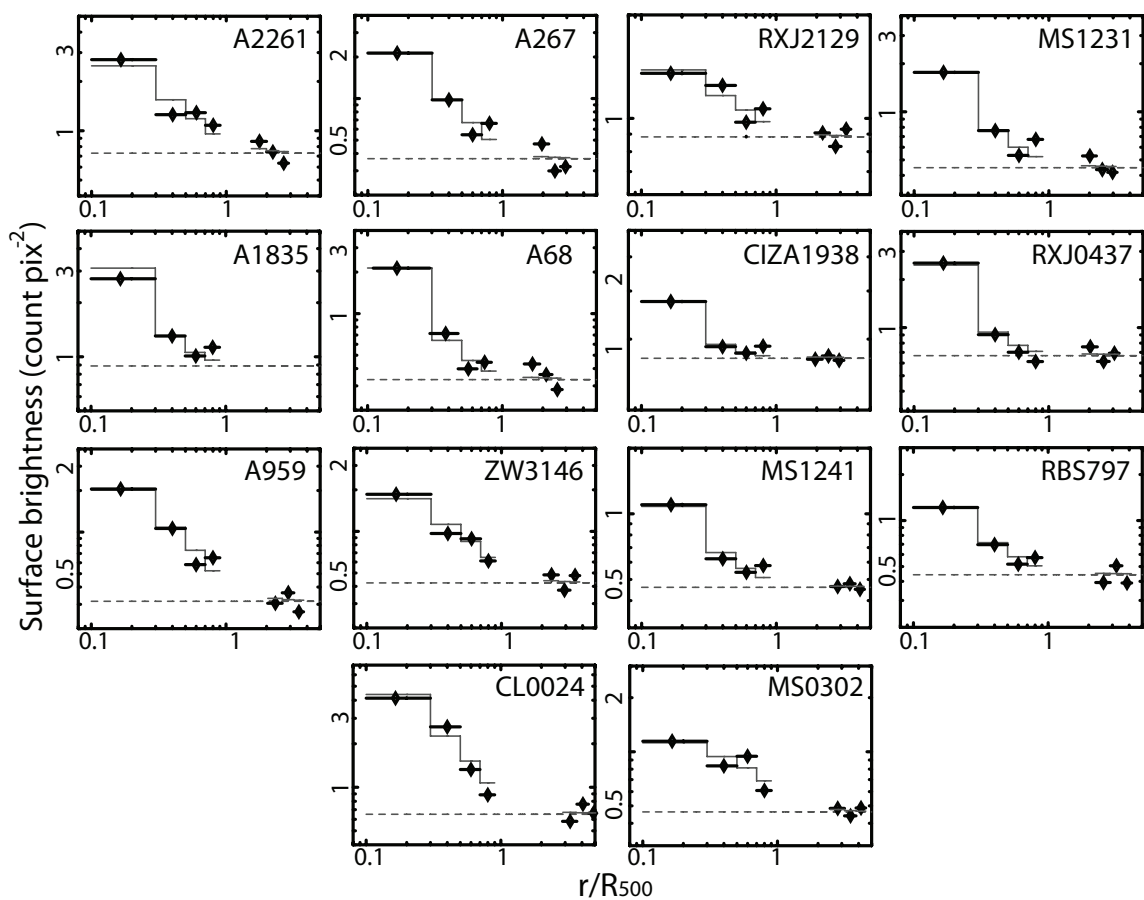 Surface brightness (count pix⁻²)
A2261
3
1
0.1 1
A267
2
0.5
0.1 1
RXJ2129
1
0.1 1
MS1231
1
0.1 1
A1835
3
1
0.1 1
A68
1
0.1 1
CIZA1938
2
1
0.1 1
RXJ0437
3
1
0.1 1
A959
2
0.5
0.1 1
ZW3146
2
0.5
0.1 1
MS1241
1
0.5
0.1 1
RBS797
1
0.5
0.1 1
CL0024
3
1
0.1 1
MS0302
2
0.5
0.1 1
r/R₅₀₀